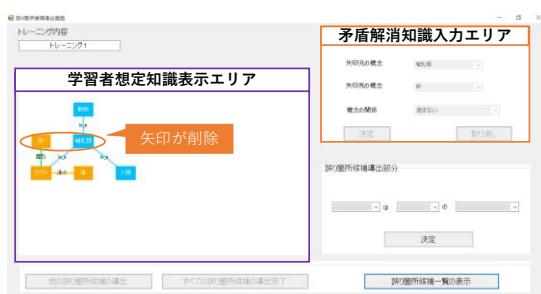 誤り箇所候補導出画面
トレーニング内容
トレーニング1
学習者想定知識表示エリア
動物
is_a
卵
哺乳類
矢印が削除
is_a
is_a
人間
矛盾解消知識入力エリア
矢印元の概念
哺乳類
矢印先の概念
卵
概念の関係
産まない
決定
取り消し
誤り箇所候補導出部分
は
の
決定
他の誤り箇所候補の導出
すべての誤り箇所候補の導出完了
誤り箇所候補一覧の表示